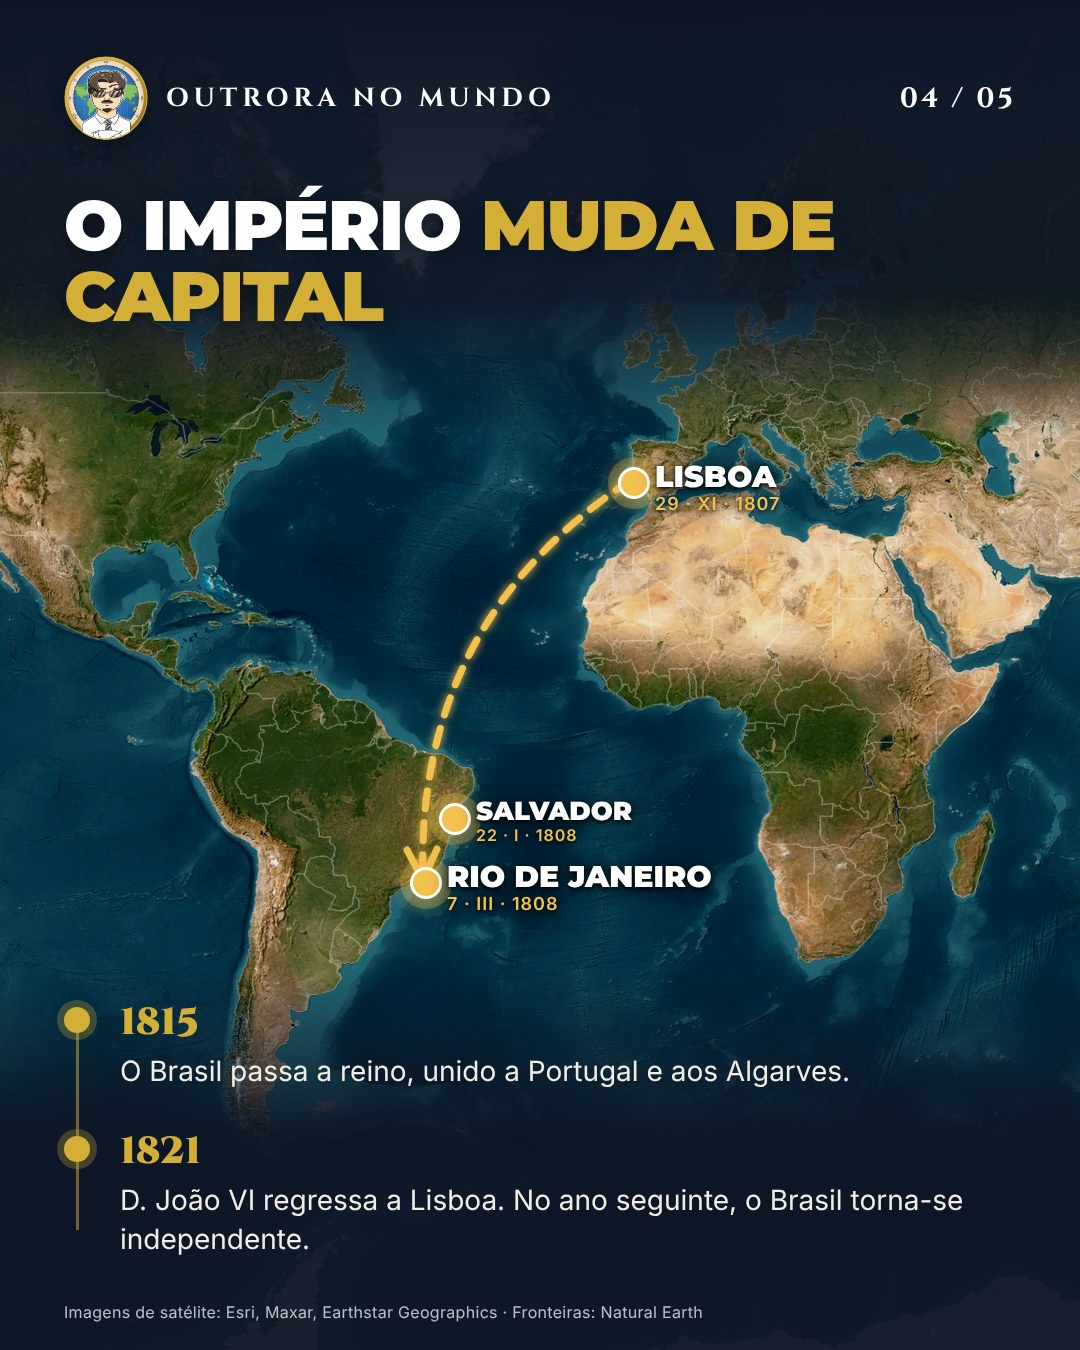 OUTRORA NO MUNDO
04 / 05
O IMPÉRIO MUDA DE
CAPITAL
LISBOA
29 · XI · 1807
SALVADOR
22 · I · 1808
RIO DE JANEIRO
7 · III · 1808
1815
O Brasil passa a reino, unido a Portugal e aos Algarves.
1821
D. João VI regressa a Lisboa. No ano seguinte, o Brasil torna-se
independente.
Imagens de satélite: Esri, Maxar, Earthstar Geographics · Fronteiras: Natural Earth